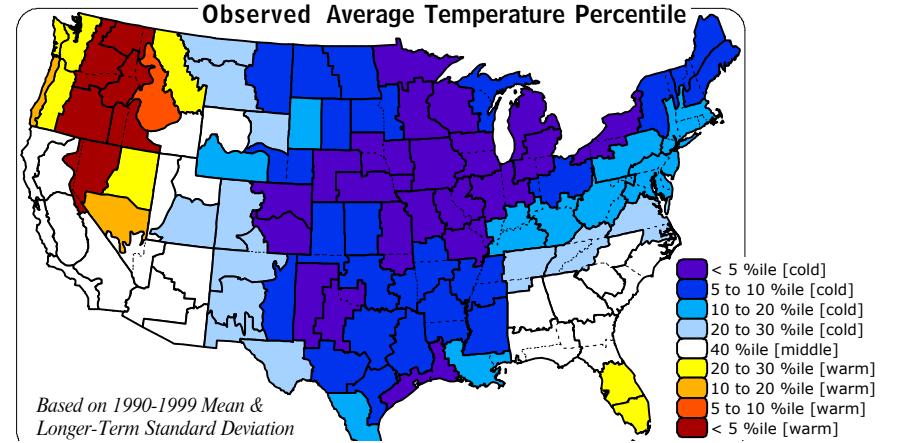 Observed Average Temperature Percentile
< 5 %ile [cold]
5 to 10 %ile [cold]
10 to 20 %ile [cold]
20 to 30 %ile [cold]
40 %ile [middle]
20 to 30 %ile [warm]
10 to 20 %ile [warm]
5 to 10 %ile [warm]
< 5 %ile [warm]
Based on 1990-1999 Mean &
Longer-Term Standard Deviation